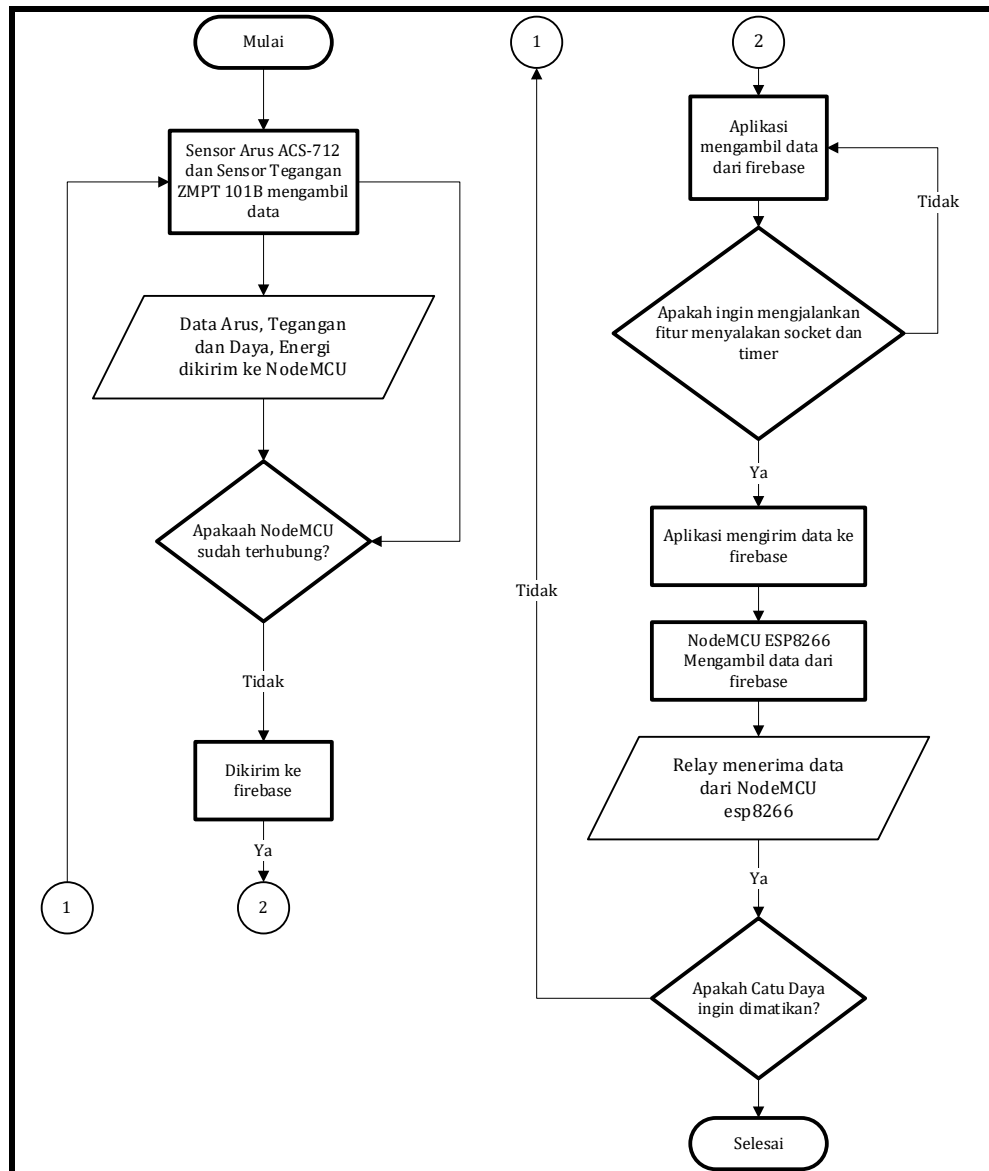 Mulai
Sensor Arus ACS-712
dan Sensor Tegangan
ZMPT 101B mengambil
data
Data Arus, Tegangan
dan Daya, Energi
dikirim ke NodeMCU
Apakaah NodeMCU
sudah terhubung?
Tidak
Dikirim ke
firebase
Ya
1
2
1
Tidak
2
Aplikasi
mengambil data
dari firebase
Tidak
Apakah ingin mengjalankan
fitur menyalakan socket dan
timer
Ya
Aplikasi mengirim data ke
firebase
NodeMCU ESP8266
Mengambil data dari
firebase
Relay menerima data
dari NodeMCU
esp8266
Ya
Apakah Catu Daya
ingin dimatikan?
Selesai